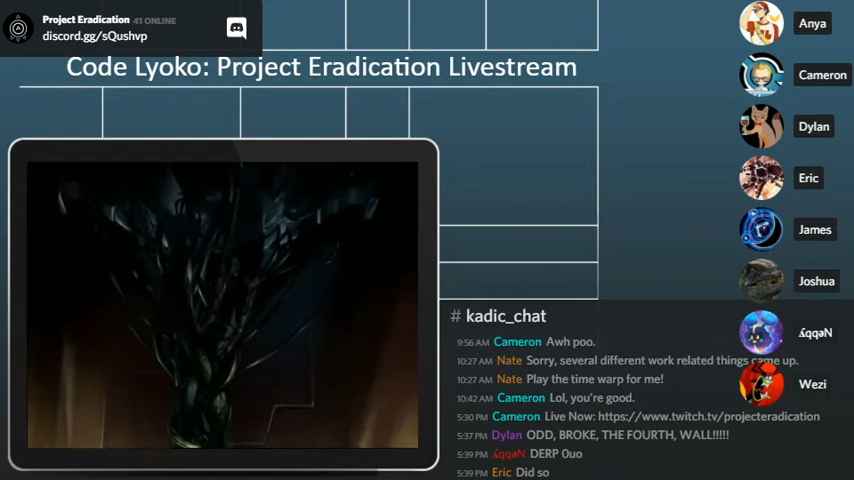 Project Eradication 41 ONLINE
discord.gg/sQushvp
Code Lyoko: Project Eradication Livestream
Anya
Cameron
Dylan
Eric
James
Joshua
ʎqqǝN
Wezi
# kadic_chat
9:56 AM Cameron Awh poo.
10:27 AM Nate Sorry, several different work related things came up.
10:27 AM Nate Play the time warp for me!
10:42 AM Cameron Lol, you're good.
5:30 PM Cameron Live Now: https://www.twitch.tv/projecteradication
5:37 PM Dylan ODD, BROKE, THE FOURTH, WALL!!!!!
5:39 PM ʎqqǝN DERP 0uo
5:39 PM Eric Did so